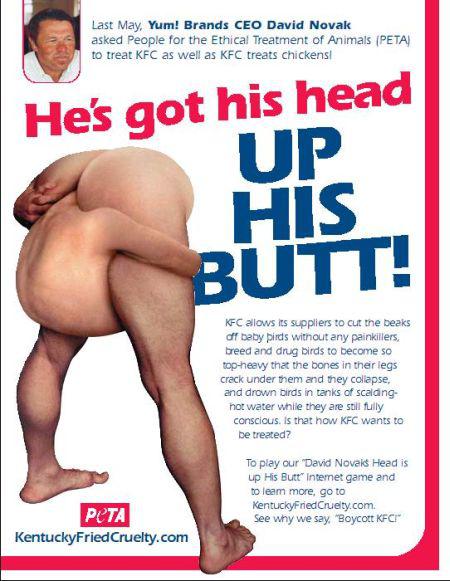 Last May, Yum! Brands CEO David Novak
asked People for the Ethical Treatment of Animals (PETA)
to treat KFC as well as KFC treats chickens!
He's got his head
UP
HIS
BUTT!
KFC allows its suppliers to cut the beaks
off baby birds without any painkillers,
breed and drug birds to become so
top-heavy that the bones in their legs
crack under them and they collapse,
and drown birds in tanks of scalding-
hot water while they are still fully
conscious. Is that how KFC wants to
be treated?
To play our "David Novak's Head is
up His Butt" Internet game and
to learn more, go to
KentuckyFriedCruelty.com.
See why we say, "Boycott KFC!"
PeTA
KentuckyFriedCruelty.com